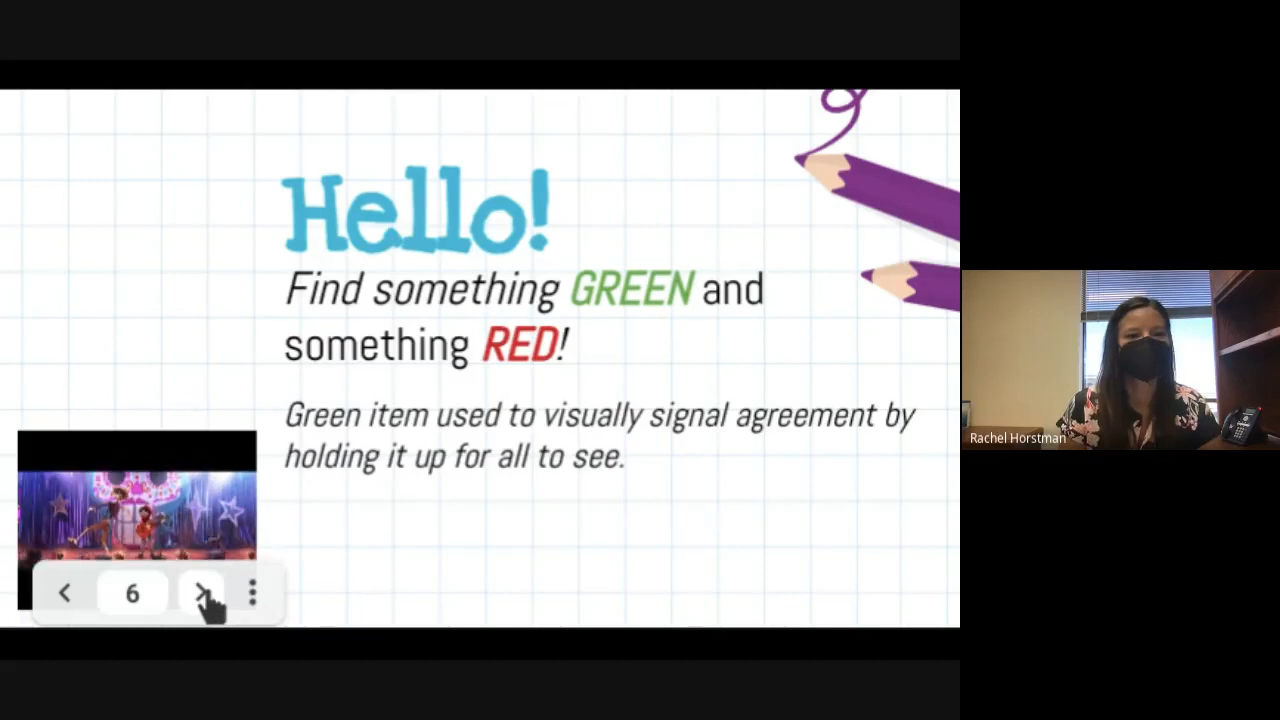 Hello!
Find something GREEN and
something RED!
Green item used to visually signal agreement by
holding it up for all to see.
6
Rachel Horstman